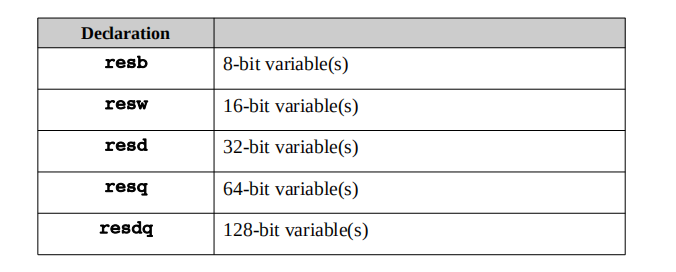 Declaration
resb 8-bit variable(s)
resw 16-bit variable(s)
resd 32-bit variable(s)
resq 64-bit variable(s)
resdq 128-bit variable(s)